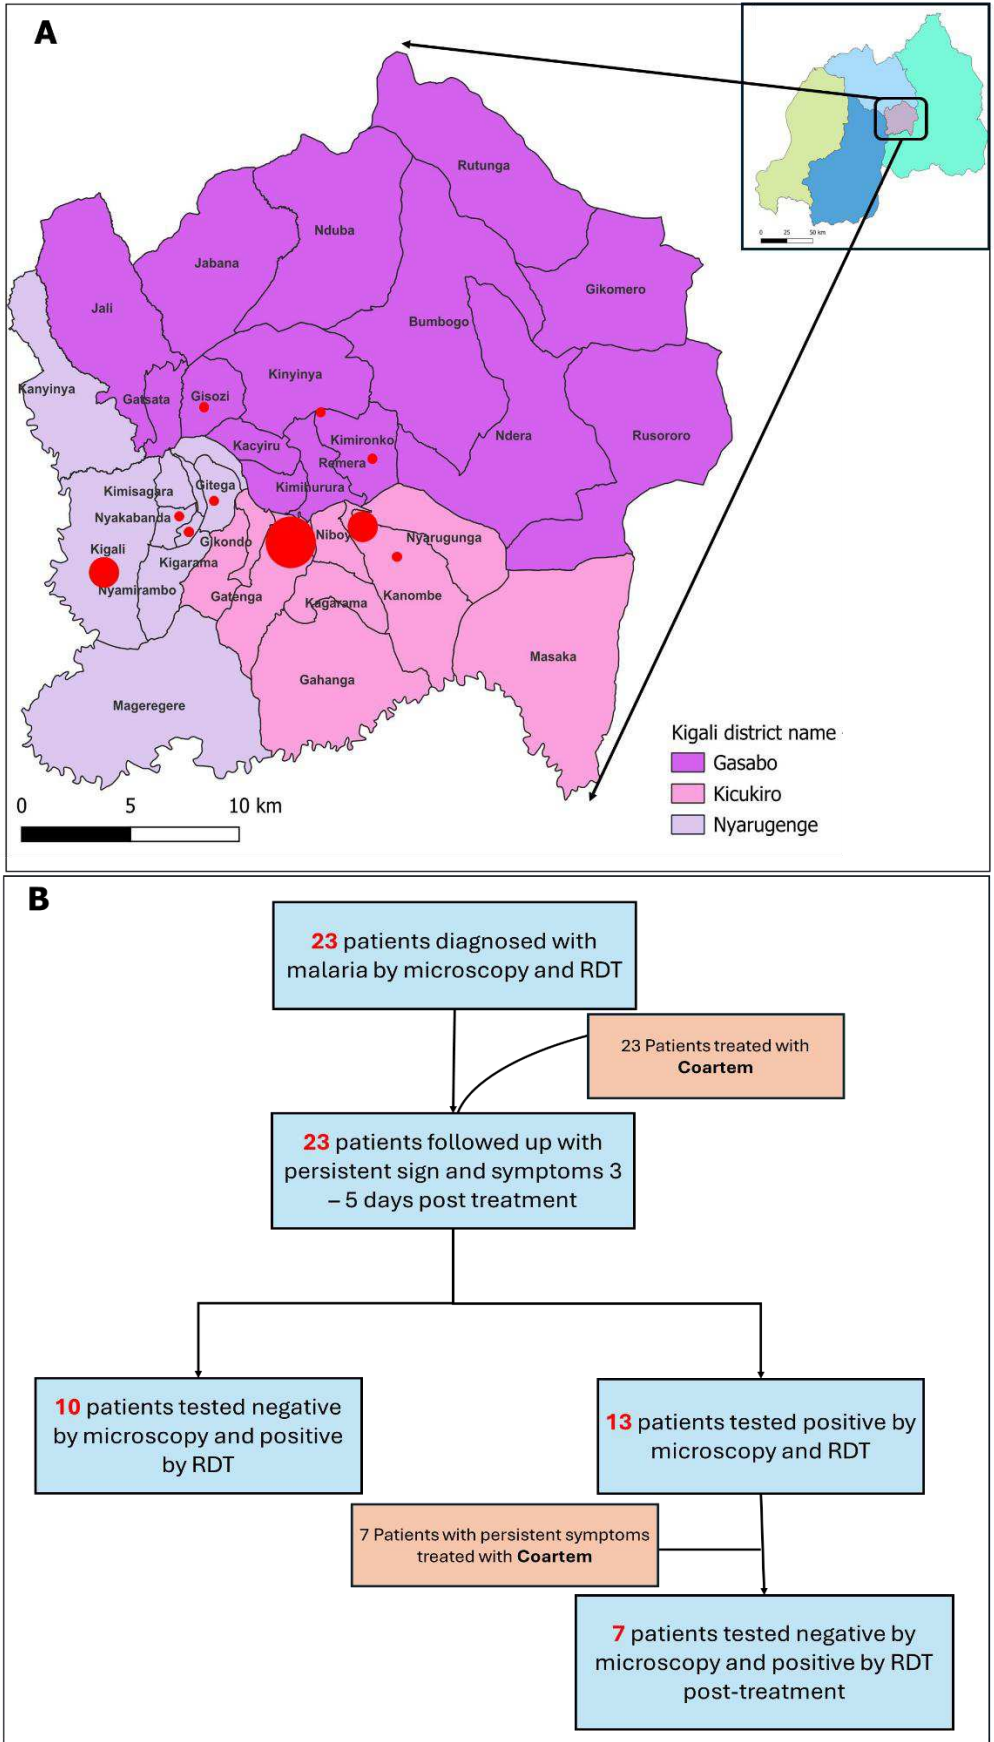 A
0 25 50 km
Rutunga
Nduba
Jabana
Gikomero
Jali
Bumbogo
Kinyinya
Kanyinya
Gatsata
Gisozi
Ndera
Rusororo
Kacyiru
Kimironko
Remera
Kimisagara
Gitega
Kimihurura
Nyakabanda
Kigali
Gikondo
Niboy
Nyarugunga
Kigarama
Nyamirambo
Gatenga
Kagarama
Kanombe
Masaka
Gahanga
Mageregere
Kigali district name
Gasabo
Kicukiro
Nyarugenge
0 5 10 km
B
23 patients diagnosed with
malaria by microscopy and RDT
23 Patients treated with
Coartem
23 patients followed up with
persistent sign and symptoms 3
– 5 days post treatment
10 patients tested negative
by microscopy and positive
by RDT
13 patients tested positive by
microscopy and RDT
7 Patients with persistent symptoms
treated with Coartem
7 patients tested negative by
microscopy and positive by RDT
post-treatment